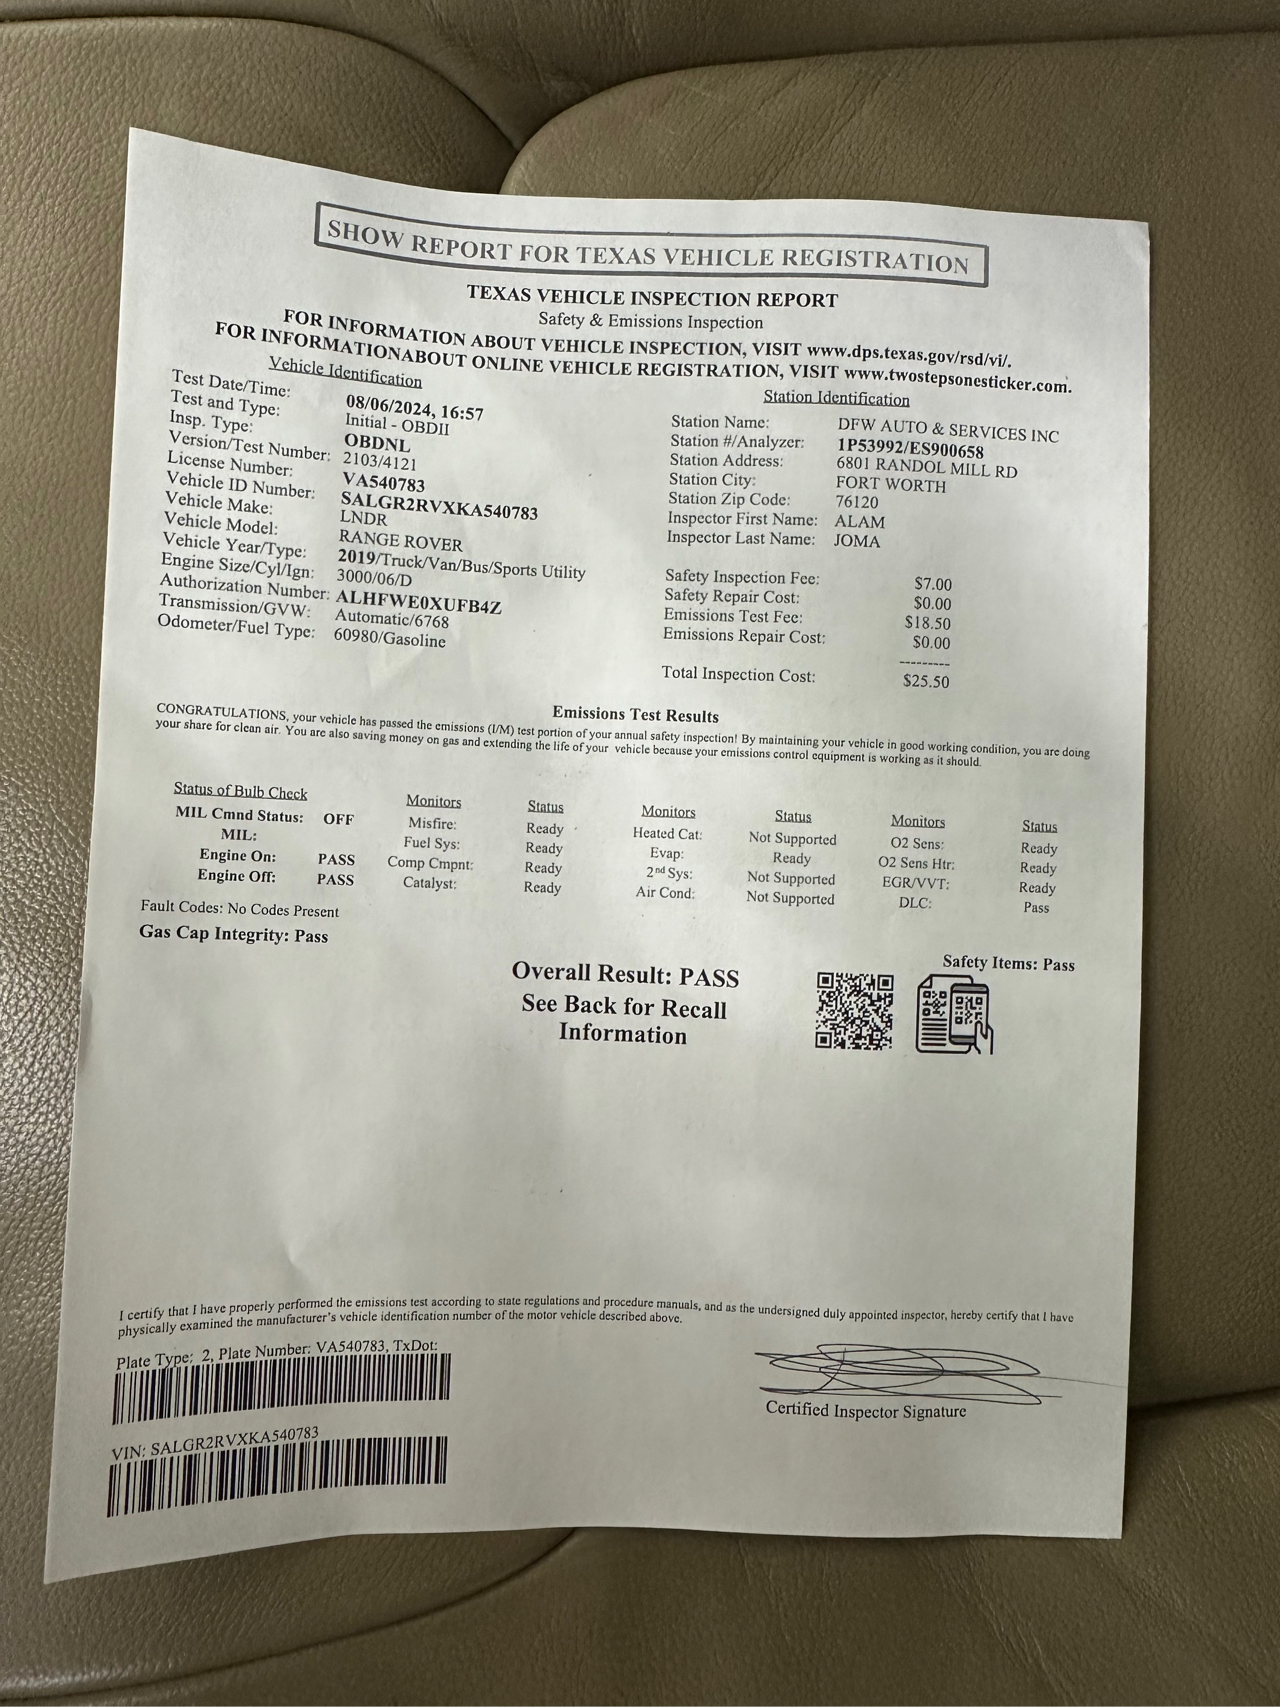 SHOW REPORT FOR TEXAS VEHICLE REGISTRATION
TEXAS VEHICLE INSPECTION REPORT
Safety & Emissions Inspection
FOR INFORMATION ABOUT VEHICLE INSPECTION, VISIT www.dps.texas.gov/rsd/vi/.
FOR INFORMATIONABOUT ONLINE VEHICLE REGISTRATION, VISIT www.twostepsonesticker.com.
Vehicle Identification
Test Date/Time: 08/06/2024, 16:57
Test and Type: Initial - OBDII
Insp. Type: OBDNL
Version/Test Number: 2103/4121
License Number: VA540783
Vehicle ID Number: SALGR2RVXKA540783
Vehicle Make: LNDR
Vehicle Model: RANGE ROVER
Vehicle Year/Type: 2019/Truck/Van/Bus/Sports Utility
Engine Size/Cyl/Ign: 3000/06/D
Authorization Number: ALHFWE0XUFB4Z
Transmission/GVW: Automatic/6768
Odometer/Fuel Type: 60980/Gasoline
Station Identification
Station Name: DFW AUTO & SERVICES INC
Station #/Analyzer: 1P53992/ES900658
Station Address: 6801 RANDOL MILL RD
Station City: FORT WORTH
Station Zip Code: 76120
Inspector First Name: ALAM
Inspector Last Name: JOMA
Safety Inspection Fee: $7.00
Safety Repair Cost: $0.00
Emissions Test Fee: $18.50
Emissions Repair Cost: $0.00
---------
Total Inspection Cost: $25.50
Emissions Test Results
CONGRATULATIONS, your vehicle has passed the emissions (I/M) test portion of your annual safety inspection! By maintaining your vehicle in good working condition, you are doing
your share for clean air. You are also saving money on gas and extending the life of your vehicle because your emissions control equipment is working as it should.
Status of Bulb Check
MIL Cmnd Status: OFF
MIL:
Engine On: PASS
Engine Off: PASS
Monitors Status
Misfire: Ready
Fuel Sys: Ready
Comp Cmpnt: Ready
Catalyst: Ready
Monitors Status
Heated Cat: Not Supported
Evap: Ready
2nd Sys: Not Supported
Air Cond: Not Supported
Monitors Status
O2 Sens: Ready
O2 Sens Htr: Ready
EGR/VVT: Ready
DLC: Pass
Fault Codes: No Codes Present
Gas Cap Integrity: Pass
Safety Items: Pass
Overall Result: PASS
See Back for Recall
Information
I certify that I have properly performed the emissions test according to state regulations and procedure manuals, and as the undersigned duly appointed inspector, hereby certify that I have
physically examined the manufacturer's vehicle identification number of the motor vehicle described above.
Plate Type: 2, Plate Number: VA540783, TxDot:
Certified Inspector Signature
VIN: SALGR2RVXKA540783